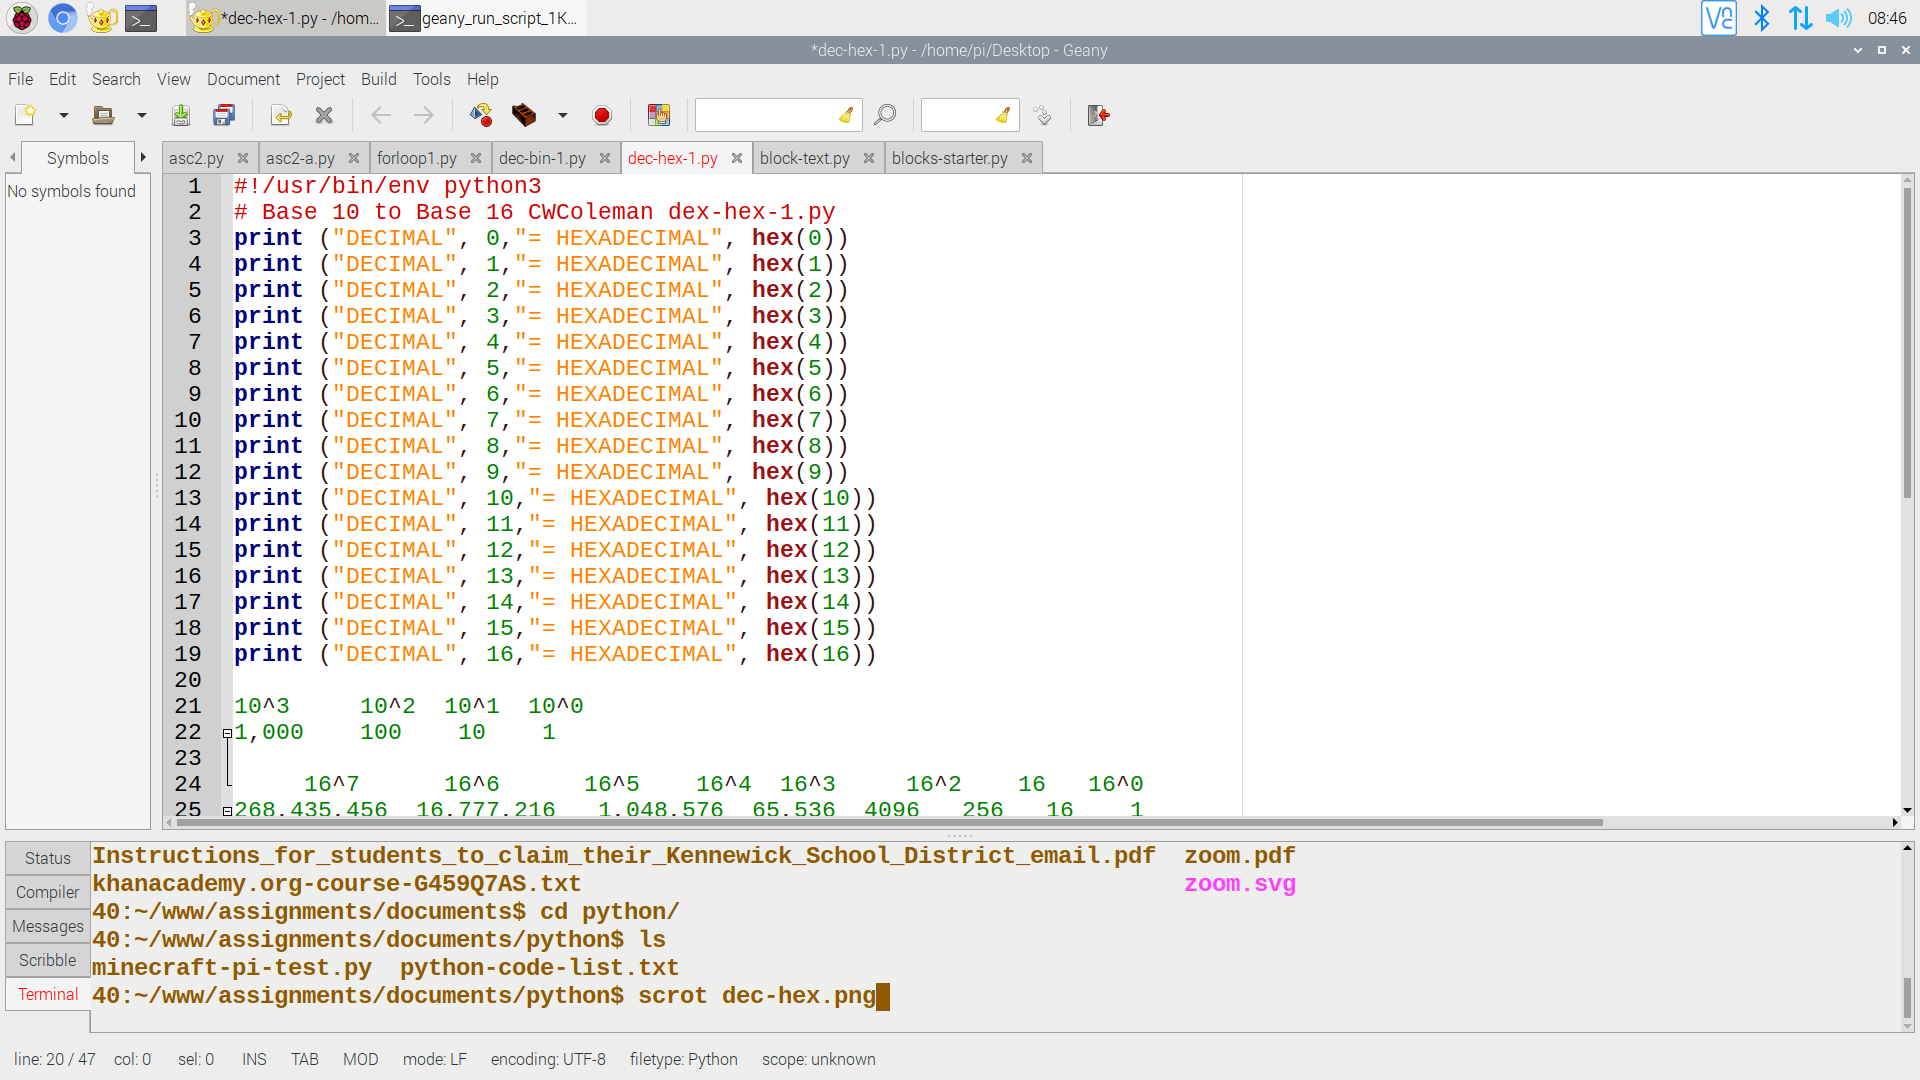 *dec-hex-1.py - /hom...
geany_run_script_1K...
08:46
*dec-hex-1.py - /home/pi/Desktop - Geany
File Edit Search View Document Project Build Tools Help
Symbols
asc2.py asc2-a.py forloop1.py dec-bin-1.py dec-hex-1.py block-text.py blocks-starter.py
No symbols found
1 #!/usr/bin/env python3
2 # Base 10 to Base 16 CWColeman dex-hex-1.py
3 print ("DECIMAL", 0,"= HEXADECIMAL", hex(0))
4 print ("DECIMAL", 1,"= HEXADECIMAL", hex(1))
5 print ("DECIMAL", 2,"= HEXADECIMAL", hex(2))
6 print ("DECIMAL", 3,"= HEXADECIMAL", hex(3))
7 print ("DECIMAL", 4,"= HEXADECIMAL", hex(4))
8 print ("DECIMAL", 5,"= HEXADECIMAL", hex(5))
9 print ("DECIMAL", 6,"= HEXADECIMAL", hex(6))
10 print ("DECIMAL", 7,"= HEXADECIMAL", hex(7))
11 print ("DECIMAL", 8,"= HEXADECIMAL", hex(8))
12 print ("DECIMAL", 9,"= HEXADECIMAL", hex(9))
13 print ("DECIMAL", 10,"= HEXADECIMAL", hex(10))
14 print ("DECIMAL", 11,"= HEXADECIMAL", hex(11))
15 print ("DECIMAL", 12,"= HEXADECIMAL", hex(12))
16 print ("DECIMAL", 13,"= HEXADECIMAL", hex(13))
17 print ("DECIMAL", 14,"= HEXADECIMAL", hex(14))
18 print ("DECIMAL", 15,"= HEXADECIMAL", hex(15))
19 print ("DECIMAL", 16,"= HEXADECIMAL", hex(16))
20
21 10^3 10^2 10^1 10^0
22 1,000 100 10 1
23
24 16^7 16^6 16^5 16^4 16^3 16^2 16 16^0
25 268,435,456 16,777,216 1,048,576 65,536 4096 256 16 1
Status
Compiler
Messages
Scribble
Terminal
Instructions_for_students_to_claim_their_Kennewick_School_District_email.pdf zoom.pdf
khanacademy.org-course-G459Q7AS.txt zoom.svg
40:~/www/assignments/documents$ cd python/
40:~/www/assignments/documents/python$ ls
minecraft-pi-test.py python-code-list.txt
40:~/www/assignments/documents/python$ scrot dec-hex.png
line: 20 / 47 col: 0 sel: 0 INS TAB MOD mode: LF encoding: UTF-8 filetype: Python scope: unknown